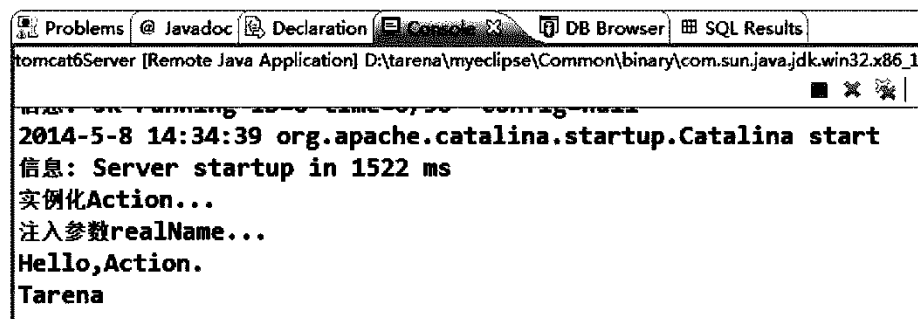 Problems @ Javadoc Declaration Console DB Browser SQL Results
tomcat6Server [Remote Java Application] D:\tarena\myeclipse\Common\binary\com.sun.java.jdk.win32.x86_1
2014-5-8 14:34:39 org.apache.catalina.startup.Catalina start
信息: Server startup in 1522 ms
实例化Action...
注入参数realName...
Hello,Action.
Tarena